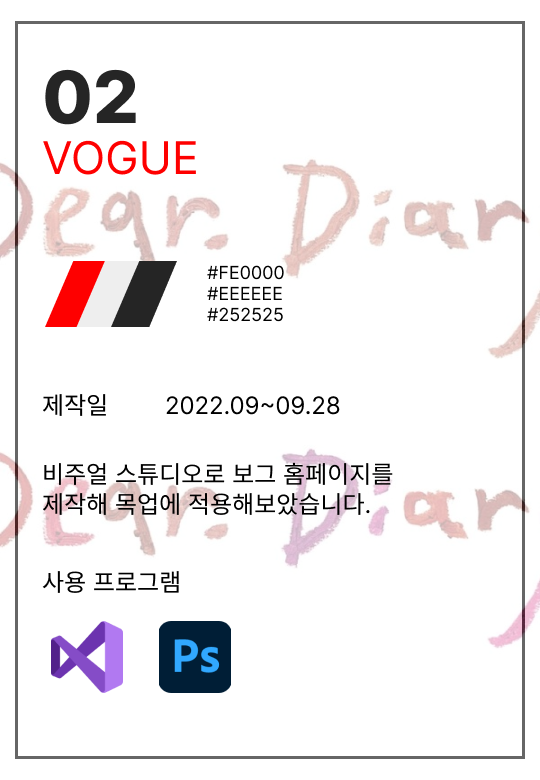 02
VOGUE
Dear. Diary
#FE0000
#EEEEEE
#252525
제작일 2022.09~09.28
비주얼 스튜디오로 보그 홈페이지를
제작해 목업에 적용해보았습니다.
Dear. Diary
사용 프로그램
Ps